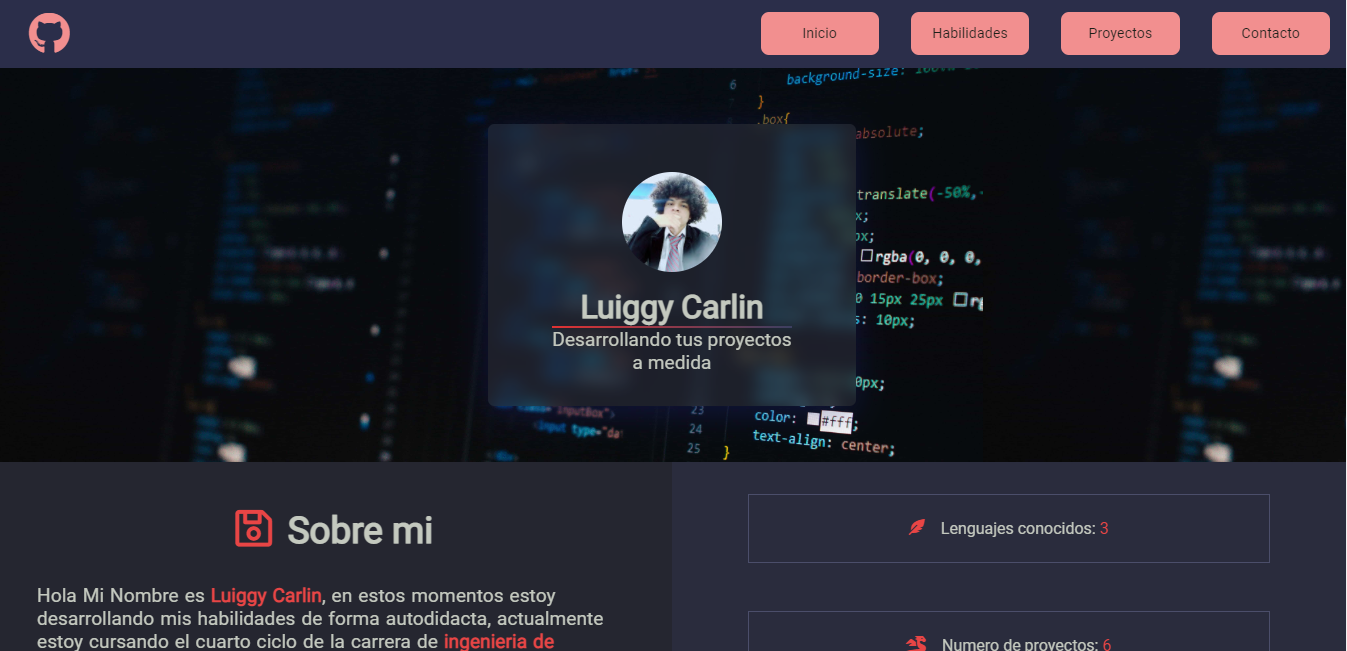 Inicio
Habilidades
Proyectos
Contacto
6
background-size:
}
.box{
absolute;
translate(-50%,-
x;
px;
rgba(0, 0, 0,
border-box;
0 15px 25px
s: 10px;
0px;
Luiggy Carlin
Desarrollando tus proyectos
a medida
class="inputBox">
<input type="da
23
24
25
color: #fff;
text-align: center;
}
Sobre mi
Hola Mi Nombre es Luiggy Carlin, en estos momentos estoy
desarrollando mis habilidades de forma autodidacta, actualmente
estoy cursando el cuarto ciclo de la carrera de ingenieria de
Lenguajes conocidos: 3
Numero de proyectos: 6